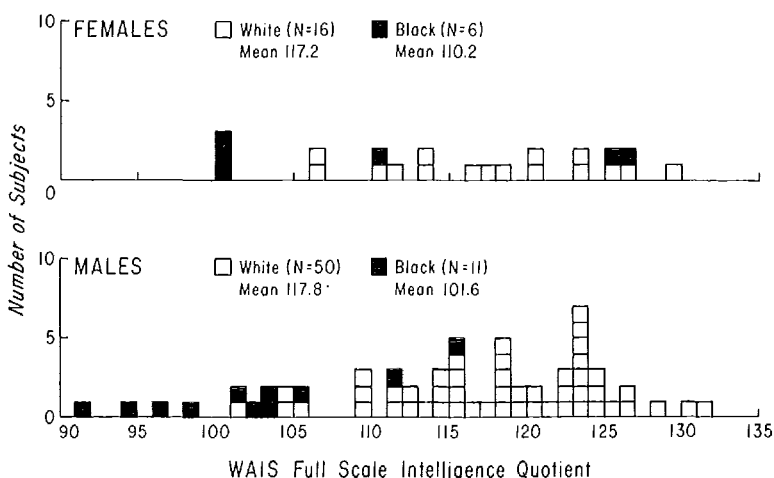 10
FEMALES
White (N=16)
Mean 117.2
Black (N=6)
Mean 110.2
5
0
Number of Subjects
10
MALES
White (N=50)
Mean 117.8
Black (N=11)
Mean 101.6
5
0
90 95 100 105 110 115 120 125 130 135
WAIS Full Scale Intelligence Quotient